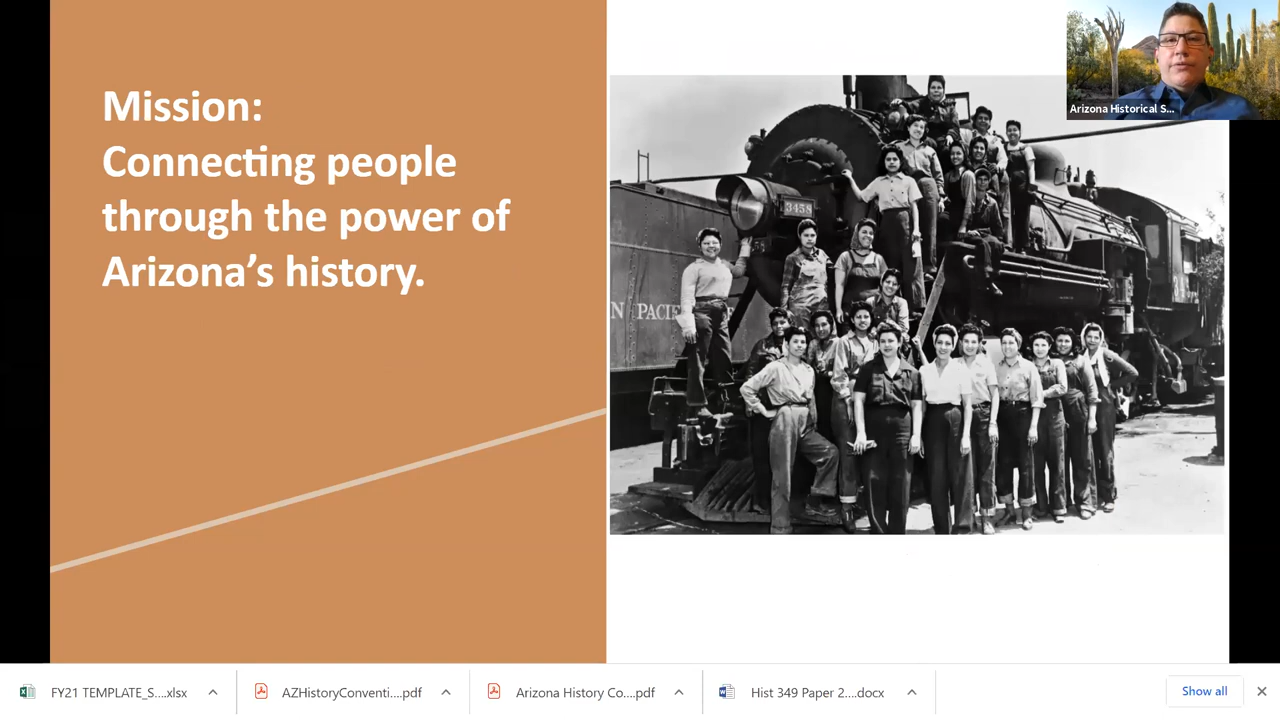 Mission:
Connecting people
through the power of
Arizona's history.
3458
N PACIF
Arizona Historical S...
FY21 TEMPLATE_S....xlsx
AZHistoryConventi....pdf
Arizona History Co....pdf
Hist 349 Paper 2....docx
Show all